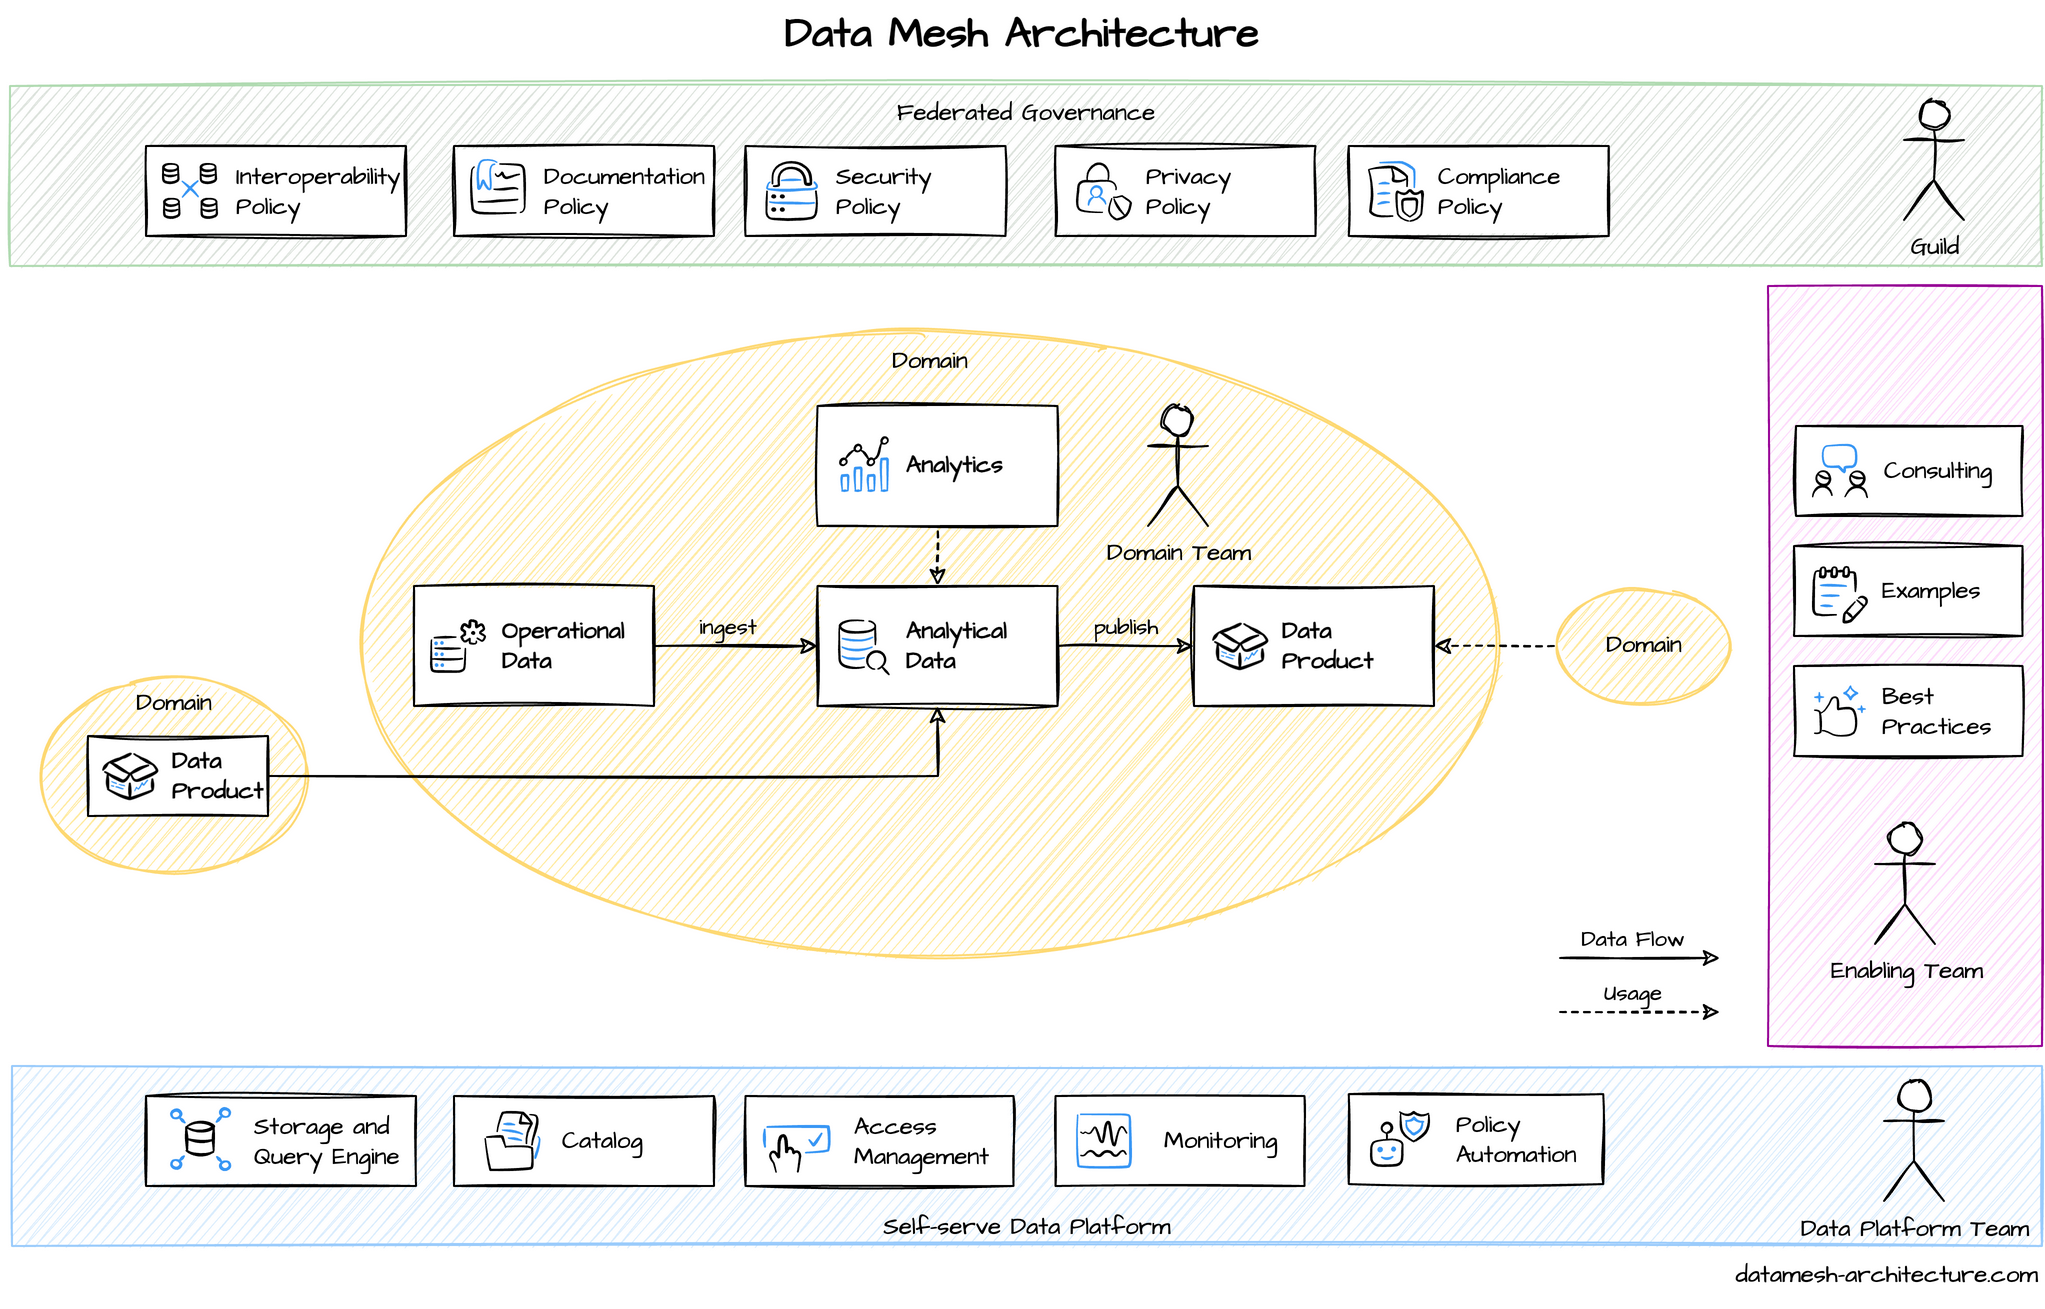 Data Mesh Architecture
Federated Governance
Interoperability
Policy
Documentation
Policy
Security
Policy
Privacy
Policy
Compliance
Policy
Guild
Domain
Analytics
Domain Team
Operational
Data
ingest
Analytical
Data
publish
Data
Product
Domain
Domain
Data
Product
Consulting
Examples
Best
Practices
Enabling Team
Data Flow
Usage
Storage and
Query Engine
Catalog
Access
Management
Monitoring
Policy
Automation
Self-serve Data Platform
Data Platform Team
datamesh-architecture.com